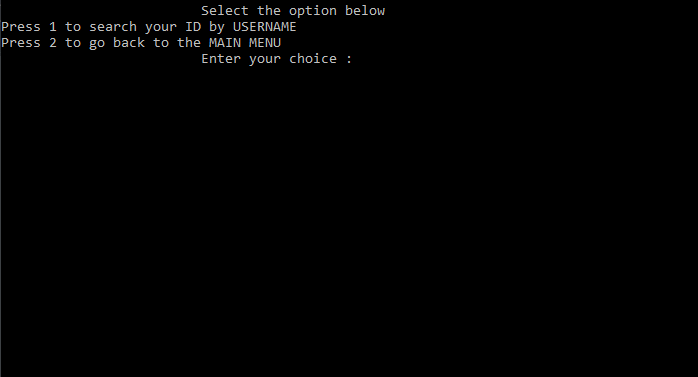 Select the option below
Press 1 to search your ID by USERNAME
Press 2 to go back to the MAIN MENU
Enter your choice :